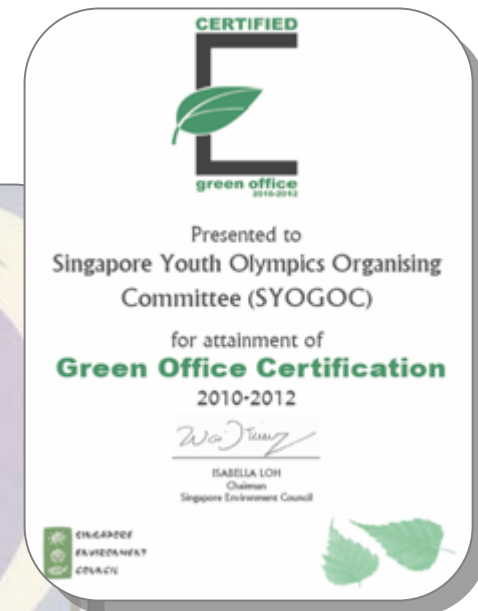 CERTIFIED
green office
2010-2012
Presented to
Singapore Youth Olympics Organising
Committee (SYOGOC)
for attainment of
Green Office Certification
2010-2012
ISABELLA LOH
Chairman
Singapore Environment Council
SINGAPORE
ENVIRONMENT
COUNCIL